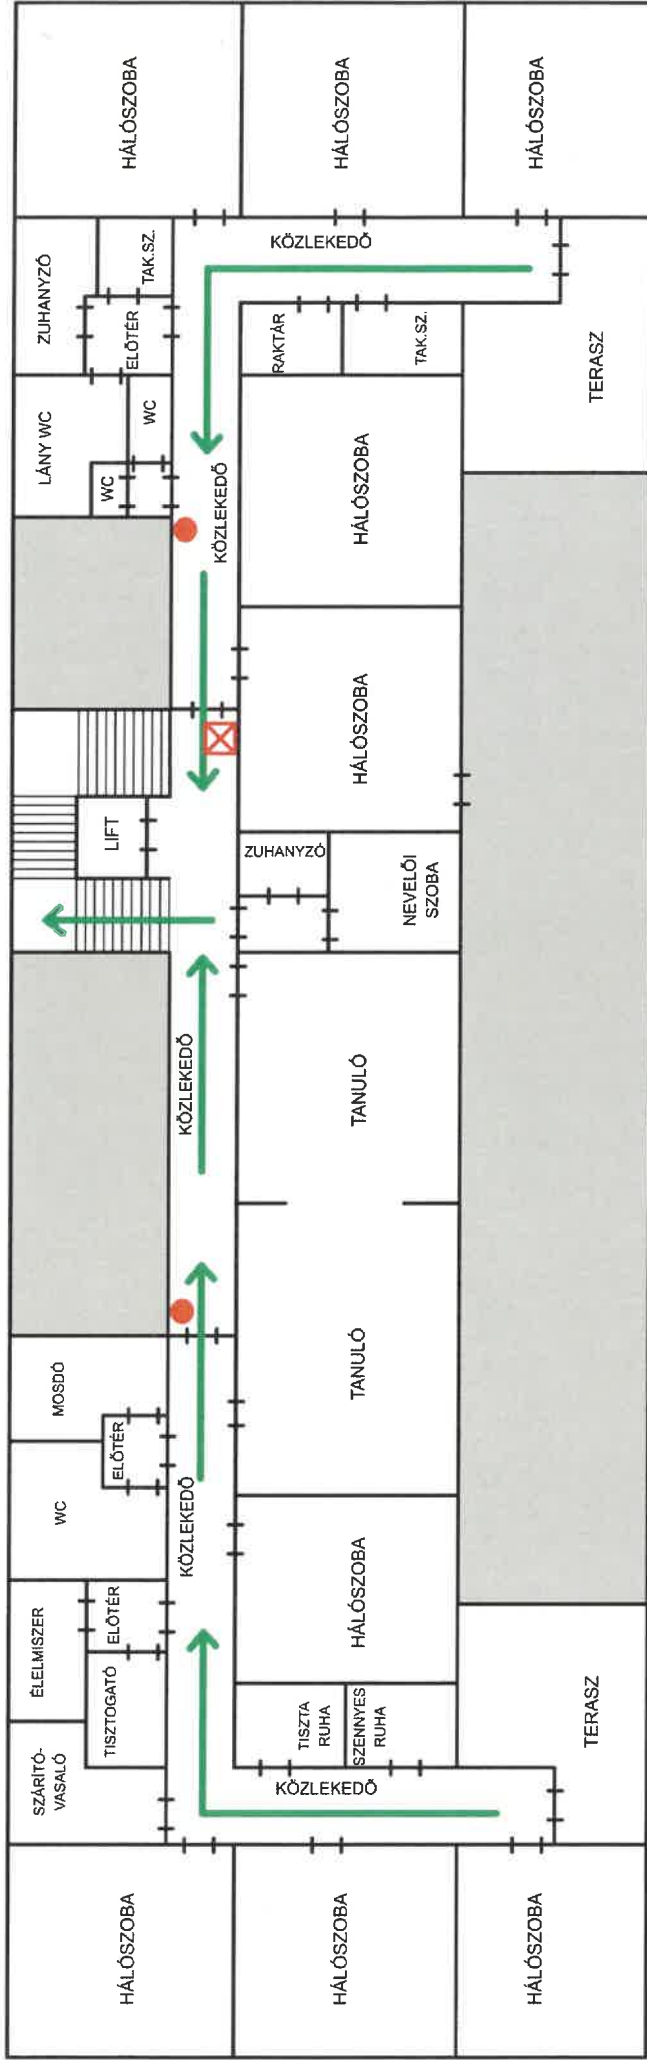 HÁLÓSZOBA
SZÁRÍTÓ-
VASALÓ
ÉLELMISZER
TISZTOGATÓ
ELŐTÉR
WC
ELŐTÉR
MOSDÓ
LIFT
LÁNY WC
WC
WC
ZUHANYZÓ
ELŐTÉR
TAK.SZ.
HÁLÓSZOBA
KÖZLEKEDŐ
KÖZLEKEDŐ
KÖZLEKEDŐ
HÁLÓSZOBA
KÖZLEKEDŐ
TISZTA
RUHA
SZENNYES
RUHA
HÁLÓSZOBA
TANULÓ
TANULÓ
ZUHANYZÓ
NEVELŐI
SZOBA
HÁLÓSZOBA
HÁLÓSZOBA
RAKTÁR
TAK.SZ.
KÖZLEKEDŐ
HÁLÓSZOBA
HÁLÓSZOBA
TERASZ
TERASZ
HÁLÓSZOBA